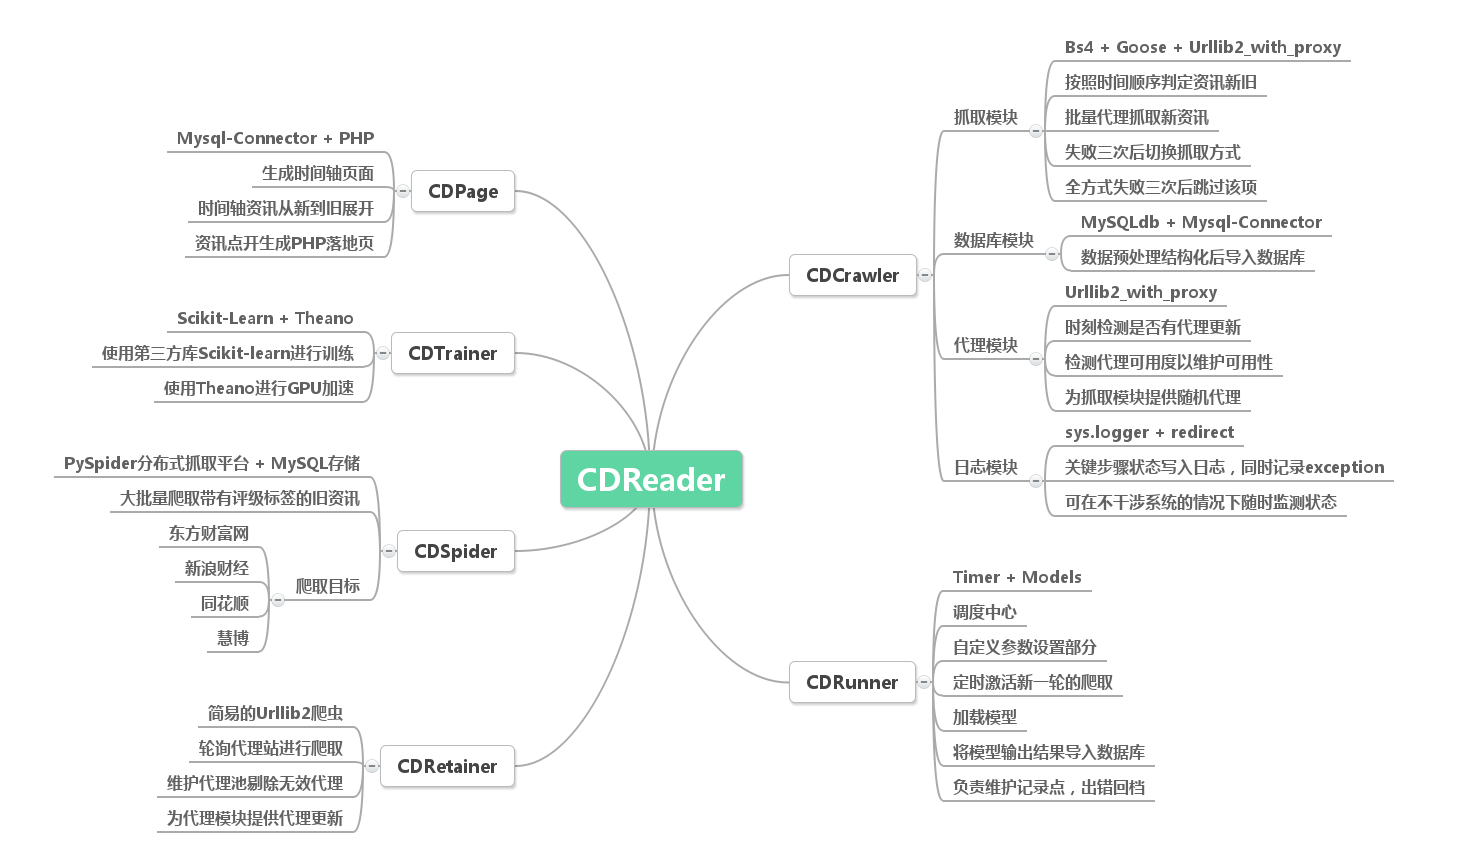 CDReader
CDCrawler
抓取模块
Bs4 + Goose + Urllib2_with_proxy
按照时间顺序判定资讯新旧
批量代理抓取新资讯
失败三次后切换抓取方式
全方式失败三次后跳过该项
数据库模块
MySQLdb + Mysql-Connector
数据预处理结构化后导入数据库
代理模块
Urllib2_with_proxy
时刻检测是否有代理更新
检测代理可用度以维护可用性
为抓取模块提供随机代理
日志模块
sys.logger + redirect
关键步骤状态写入日志，同时记录exception
可在不干涉系统的情况下随时监测状态
CDRunner
Timer + Models
调度中心
自定义参数设置部分
定时激活新一轮的爬取
加载模型
将模型输出结果导入数据库
负责维护记录点，出错回档
CDPage
Mysql-Connector + PHP
生成时间轴页面
时间轴资讯从新到旧展开
资讯点开生成PHP落地页
CDTrainer
Scikit-Learn + Theano
使用第三方库Scikit-learn进行训练
使用Theano进行GPU加速
CDSpider
PySpider分布式抓取平台 + MySQL存储
大批量爬取带有评级标签的旧资讯
爬取目标
东方财富网
新浪财经
同花顺
慧博
CDRetainer
简易的Urllib2爬虫
轮询代理站进行爬取
维护代理池剔除无效代理
为代理模块提供代理更新